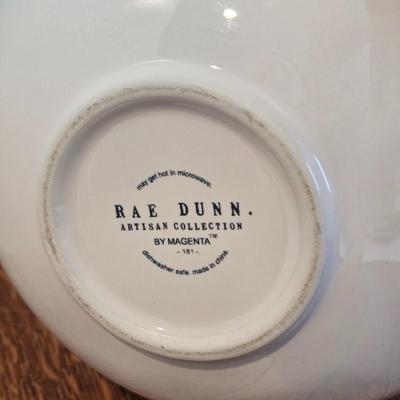 may get hot in microwave.
RAE DUNN.
ARTISAN COLLECTION
BY MAGENTA™
- 181 -
dishwasher safe. made in china.